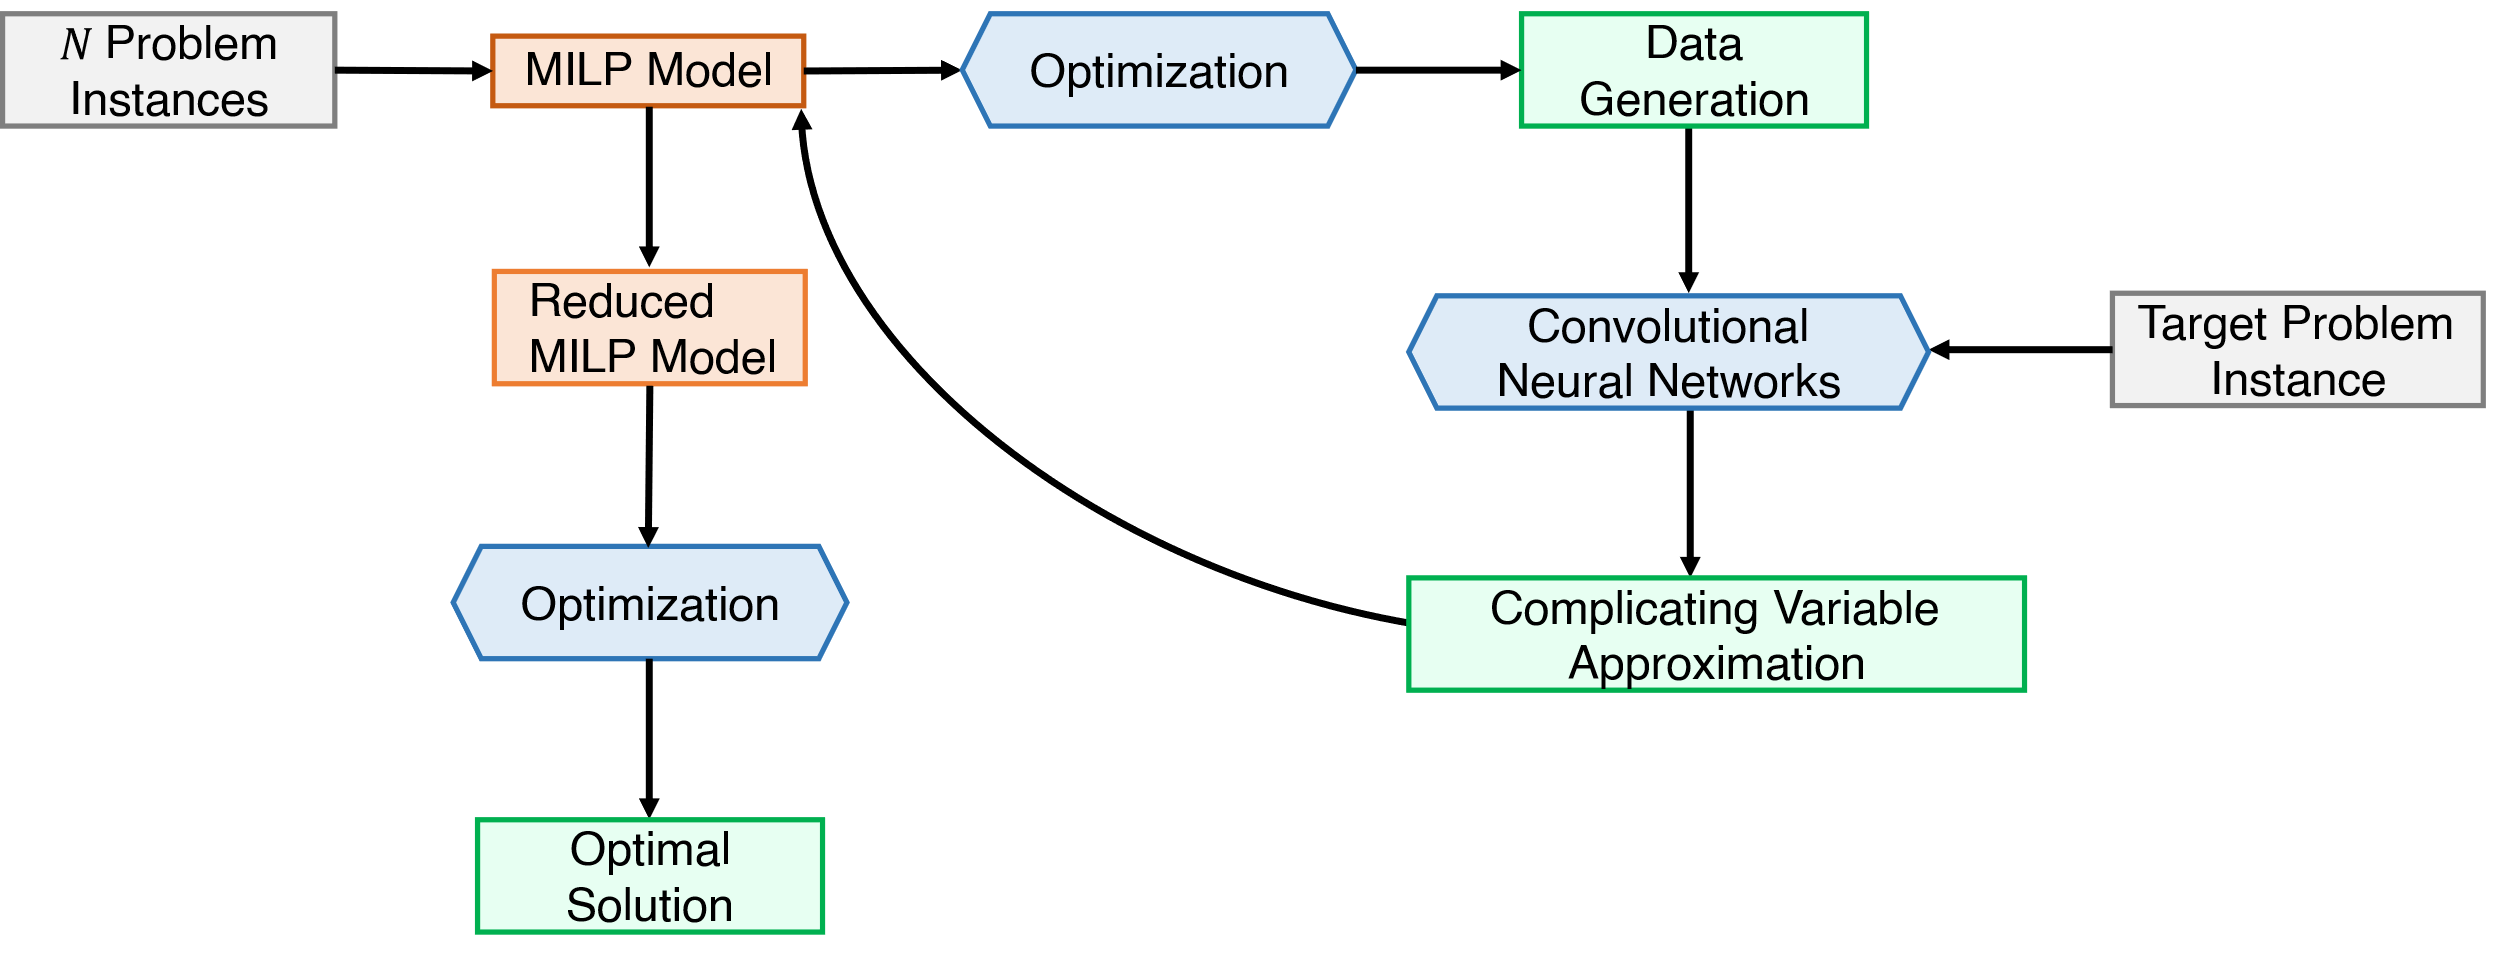 N Problem
Instances
MILP Model
Optimization
Data
Generation
Reduced
MILP Model
Convolutional
Neural Networks
Target Problem
Instance
Optimization
Complicating Variable
Approximation
Optimal
Solution